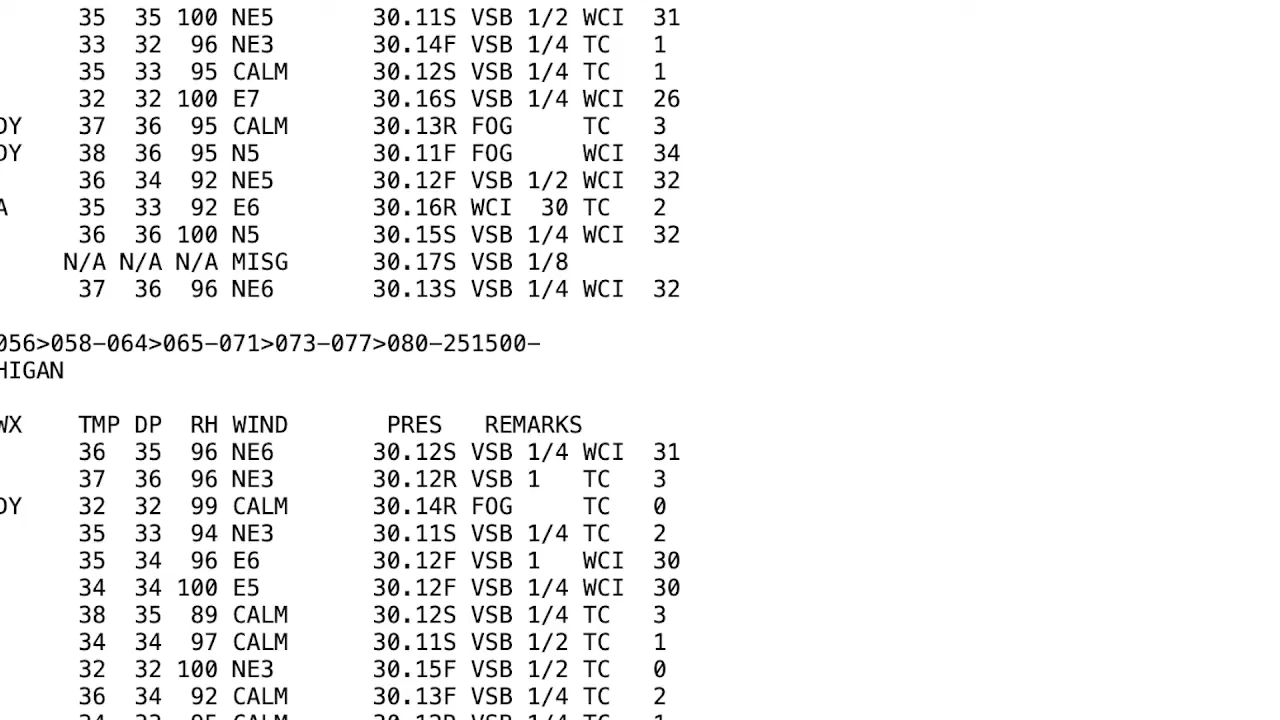 35 35 100 NE5 30.11S VSB 1/2 WCI 31
33 32 96 NE3 30.14F VSB 1/4 TC 1
35 33 95 CALM 30.12S VSB 1/4 TC 1
32 32 100 E7 30.16S VSB 1/4 WCI 26
DY 37 36 95 CALM 30.13R FOG TC 3
DY 38 36 95 N5 30.11F FOG WCI 34
36 34 92 NE5 30.12F VSB 1/2 WCI 32
A 35 33 92 E6 30.16R WCI 30 TC 2
36 36 100 N5 30.15S VSB 1/4 WCI 32
N/A N/A N/A MISG 30.17S VSB 1/8
37 36 96 NE6 30.13S VSB 1/4 WCI 32
056>058-064>065-071>073-077>080-251500-
HIGAN
WX TMP DP RH WIND PRES REMARKS
36 35 96 NE6 30.12S VSB 1/4 WCI 31
37 36 96 NE3 30.12R VSB 1 TC 3
DY 32 32 99 CALM 30.14R FOG TC 0
35 33 94 NE3 30.11S VSB 1/4 TC 2
35 34 96 E6 30.12F VSB 1 WCI 30
34 34 100 E5 30.12F VSB 1/4 WCI 30
38 35 89 CALM 30.12S VSB 1/4 TC 3
34 34 97 CALM 30.11S VSB 1/2 TC 1
32 32 100 NE3 30.15F VSB 1/2 TC 0
36 34 92 CALM 30.13F VSB 1/4 TC 2
34 33 95 CALM 30.12R VSB 1/4 TC 1